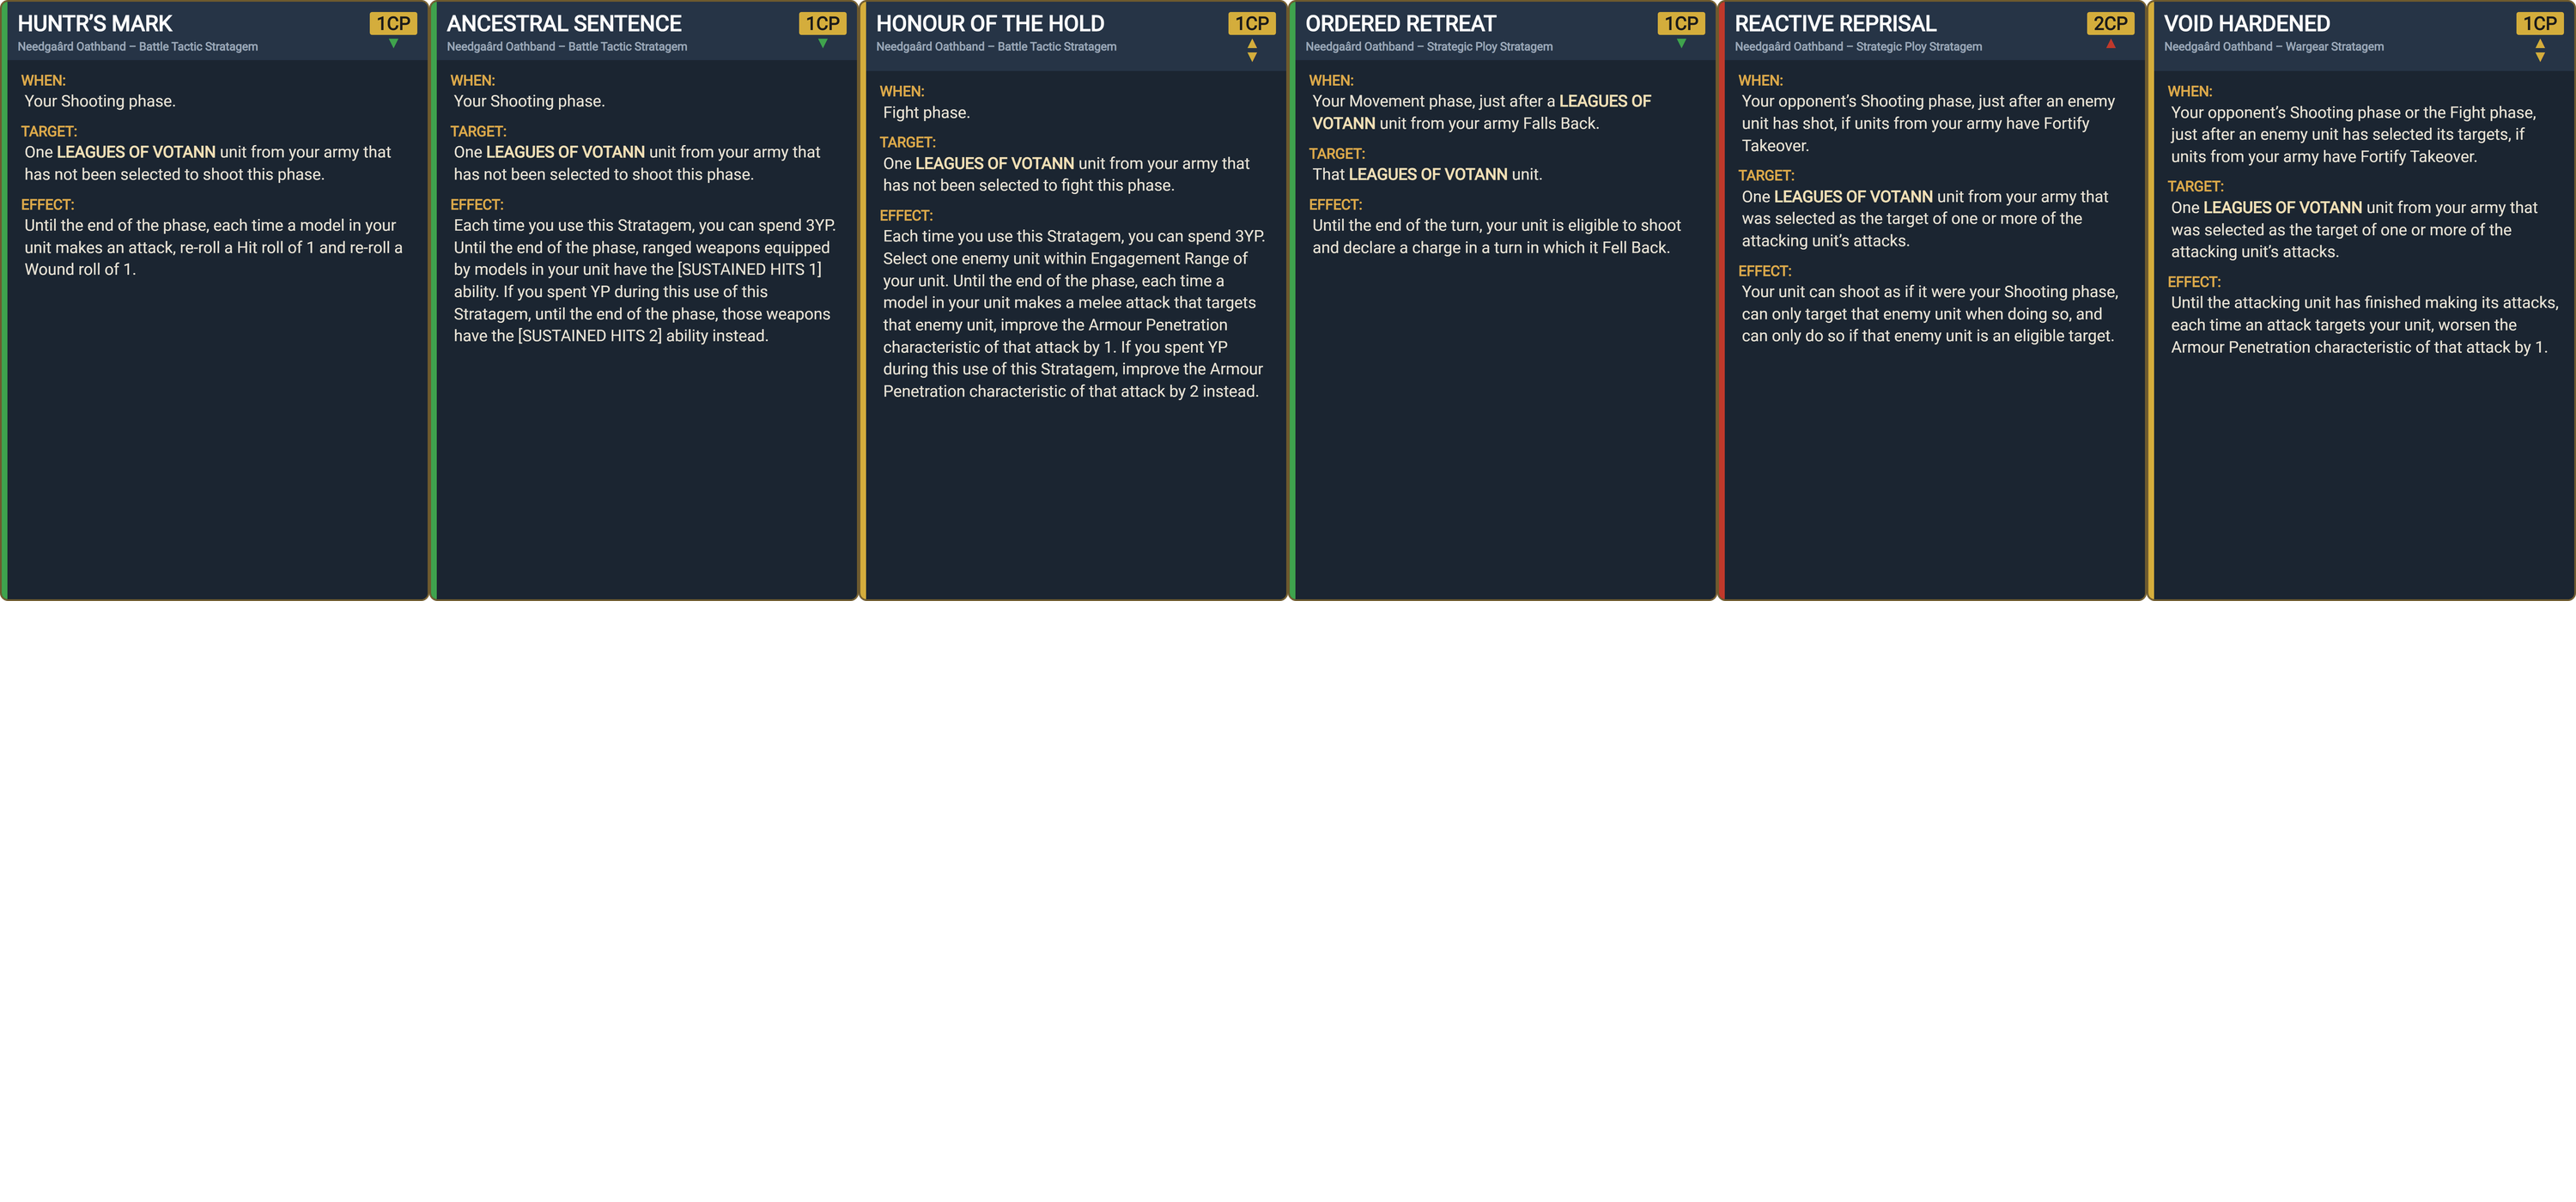 HUNTR’S MARK
1CP
Needgaârd Oathband – Battle Tactic Stratagem
WHEN:
Your Shooting phase.
TARGET:
One LEAGUES OF VOTANN unit from your army that
has not been selected to shoot this phase.
EFFECT:
Until the end of the phase, each time a model in your
unit makes an attack, re-roll a Hit roll of 1 and re-roll a
Wound roll of 1.
ANCESTRAL SENTENCE
1CP
Needgaârd Oathband – Battle Tactic Stratagem
WHEN:
Your Shooting phase.
TARGET:
One LEAGUES OF VOTANN unit from your army that
has not been selected to shoot this phase.
EFFECT:
Each time you use this Stratagem, you can spend 3YP.
Until the end of the phase, ranged weapons equipped
by models in your unit have the [SUSTAINED HITS 1]
ability. If you spent YP during this use of this
Stratagem, until the end of the phase, those weapons
have the [SUSTAINED HITS 2] ability instead.
HONOUR OF THE HOLD
1CP
Needgaârd Oathband – Battle Tactic Stratagem
WHEN:
Fight phase.
TARGET:
One LEAGUES OF VOTANN unit from your army that
has not been selected to fight this phase.
EFFECT:
Each time you use this Stratagem, you can spend 3YP.
Select one enemy unit within Engagement Range of
your unit. Until the end of the phase, each time a
model in your unit makes a melee attack that targets
that enemy unit, improve the Armour Penetration
characteristic of that attack by 1. If you spent YP
during this use of this Stratagem, improve the Armour
Penetration characteristic of that attack by 2 instead.
ORDERED RETREAT
1CP
Needgaârd Oathband – Strategic Ploy Stratagem
WHEN:
Your Movement phase, just after a LEAGUES OF
VOTANN unit from your army Falls Back.
TARGET:
That LEAGUES OF VOTANN unit.
EFFECT:
Until the end of the turn, your unit is eligible to shoot
and declare a charge in a turn in which it Fell Back.
REACTIVE REPRISAL
2CP
Needgaârd Oathband – Strategic Ploy Stratagem
WHEN:
Your opponent’s Shooting phase, just after an enemy
unit has shot, if units from your army have Fortify
Takeover.
TARGET:
One LEAGUES OF VOTANN unit from your army that
was selected as the target of one or more of the
attacking unit’s attacks.
EFFECT:
Your unit can shoot as if it were your Shooting phase,
can only target that enemy unit when doing so, and
can only do so if that enemy unit is an eligible target.
VOID HARDENED
1CP
Needgaârd Oathband – Wargear Stratagem
WHEN:
Your opponent’s Shooting phase or the Fight phase,
just after an enemy unit has selected its targets, if
units from your army have Fortify Takeover.
TARGET:
One LEAGUES OF VOTANN unit from your army that
was selected as the target of one or more of the
attacking unit’s attacks.
EFFECT:
Until the attacking unit has finished making its attacks,
each time an attack targets your unit, worsen the
Armour Penetration characteristic of that attack by 1.